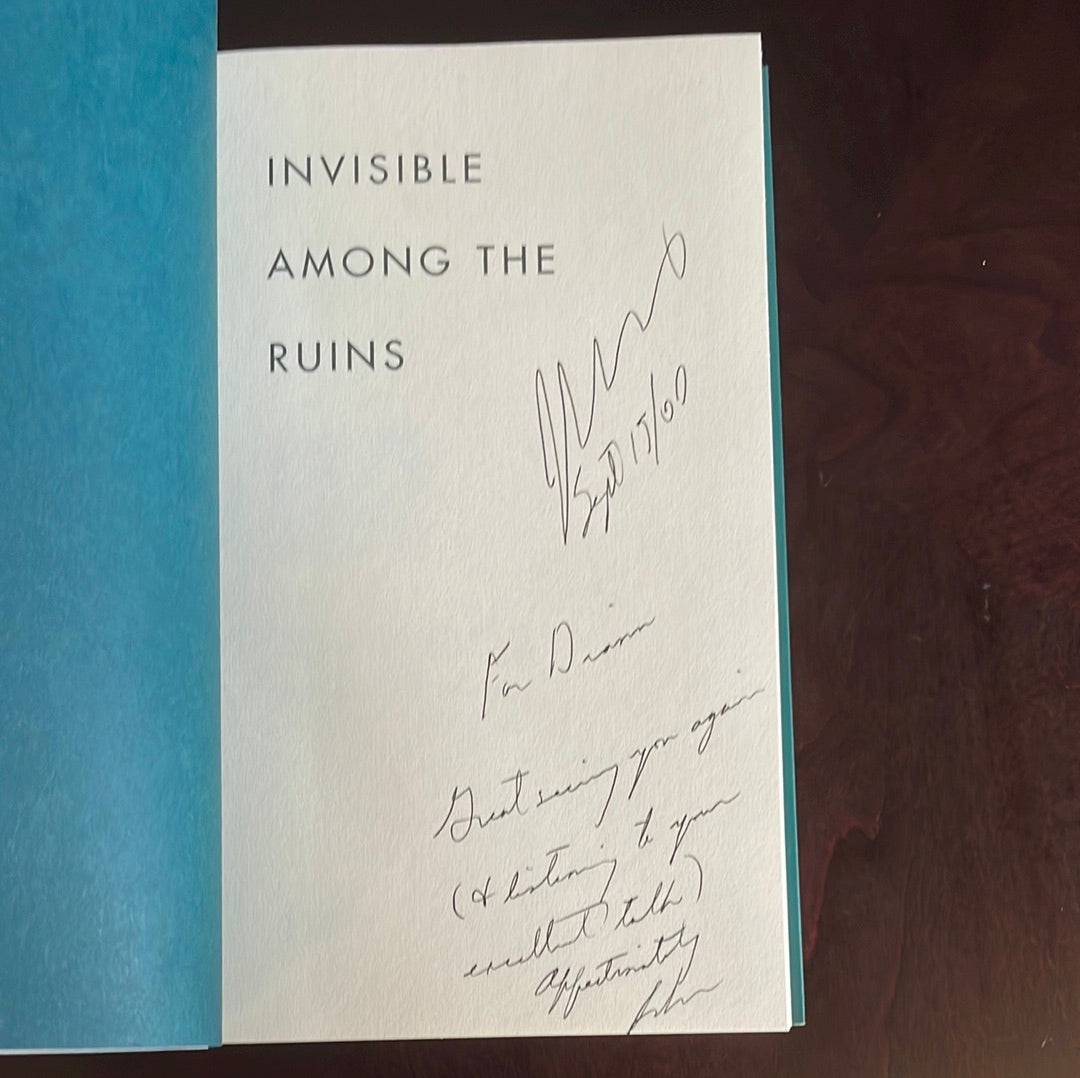 INVISIBLE
AMONG THE
RUINS
Sept 15/00
For Diann
Great seeing you again
(& listening to your
excellent talk)
Affectionately
John